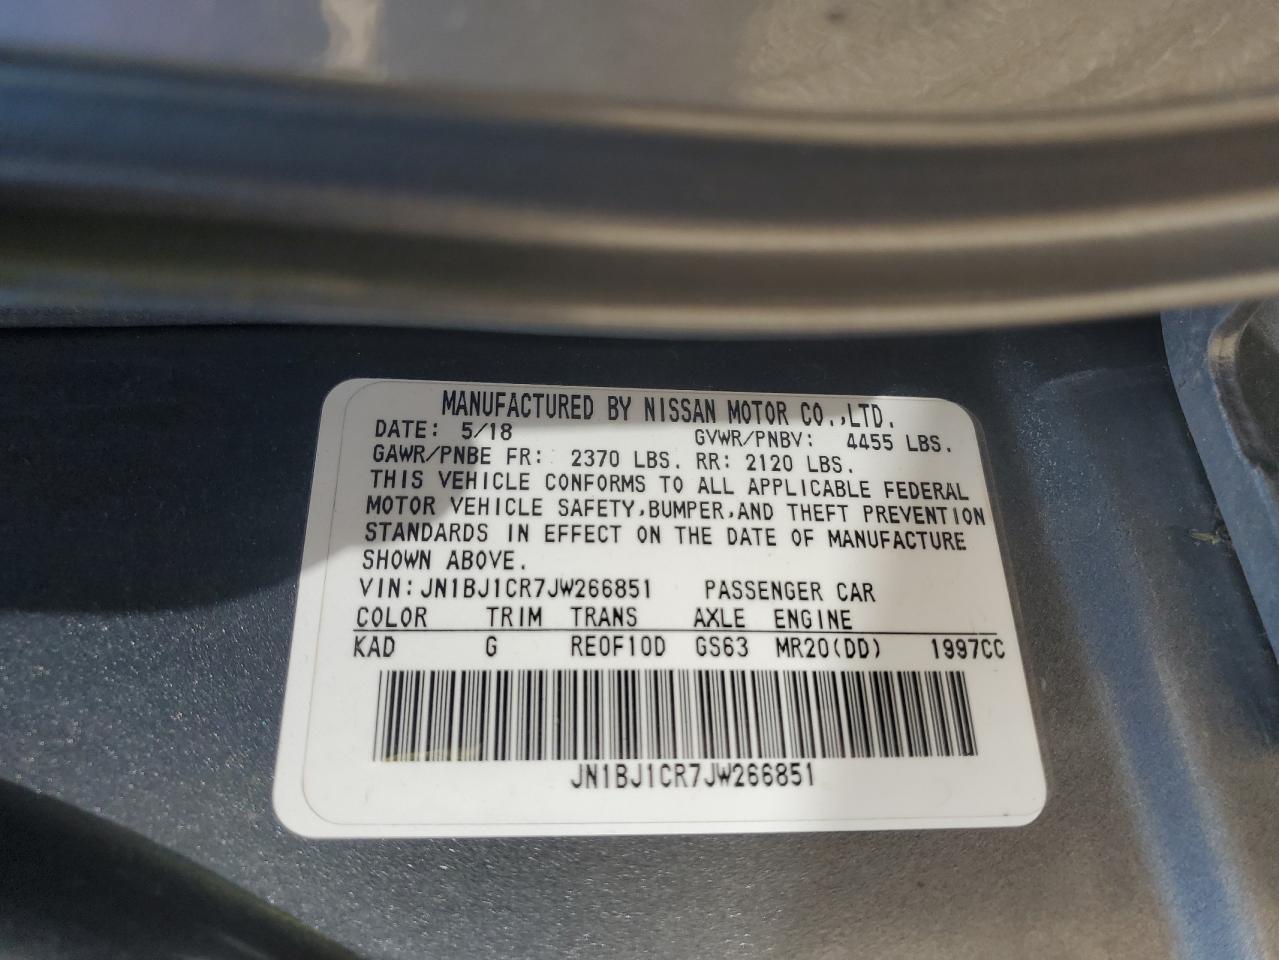 MANUFACTURED BY NISSAN MOTOR CO.,LTD.
DATE: 5/18 GVWR/PNBV: 4455 LBS.
GAWR/PNBE FR: 2370 LBS. RR: 2120 LBS.
THIS VEHICLE CONFORMS TO ALL APPLICABLE FEDERAL
MOTOR VEHICLE SAFETY,BUMPER,AND THEFT PREVENTION
STANDARDS IN EFFECT ON THE DATE OF MANUFACTURE
SHOWN ABOVE.
VIN: JN1BJ1CR7JW266851 PASSENGER CAR
COLOR TRIM TRANS AXLE ENGINE
KAD G RE0F10D GS63 MR20(DD) 1997CC
JN1BJ1CR7JW266851